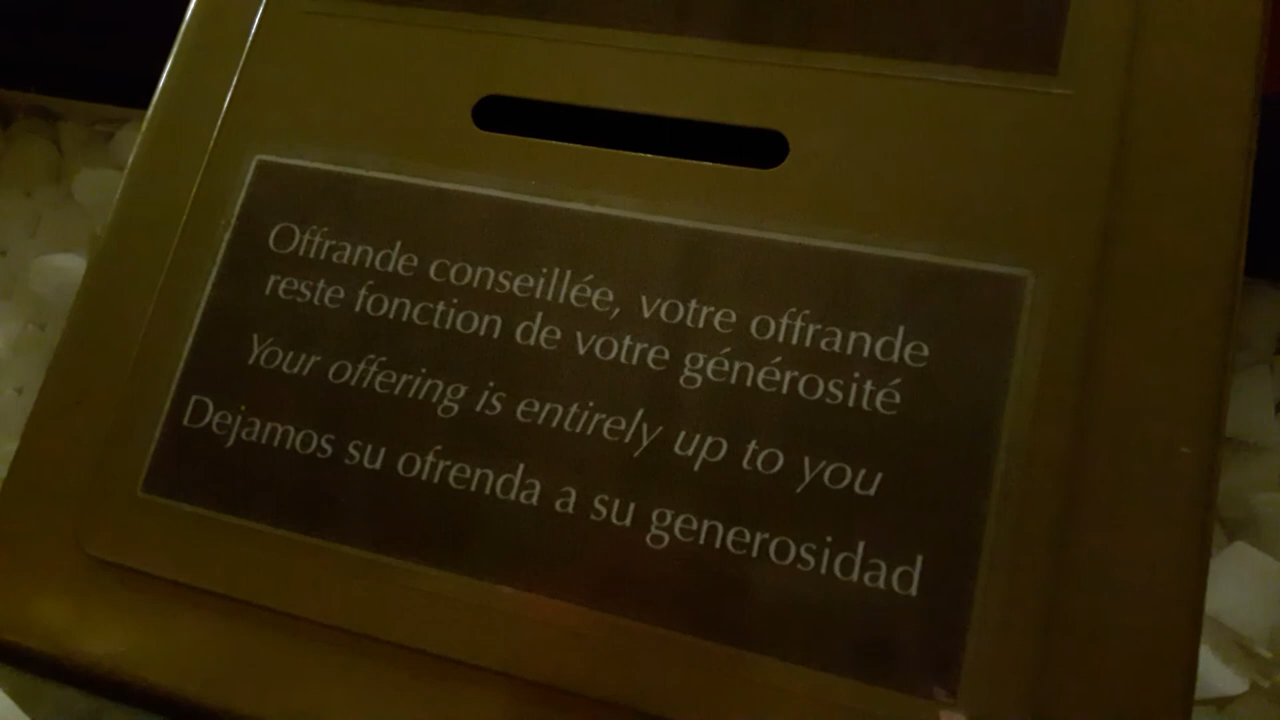 Offrande conseillée, votre offrande
reste fonction de votre générosité
Your offering is entirely up to you
Dejamos su ofrenda a su generosidad